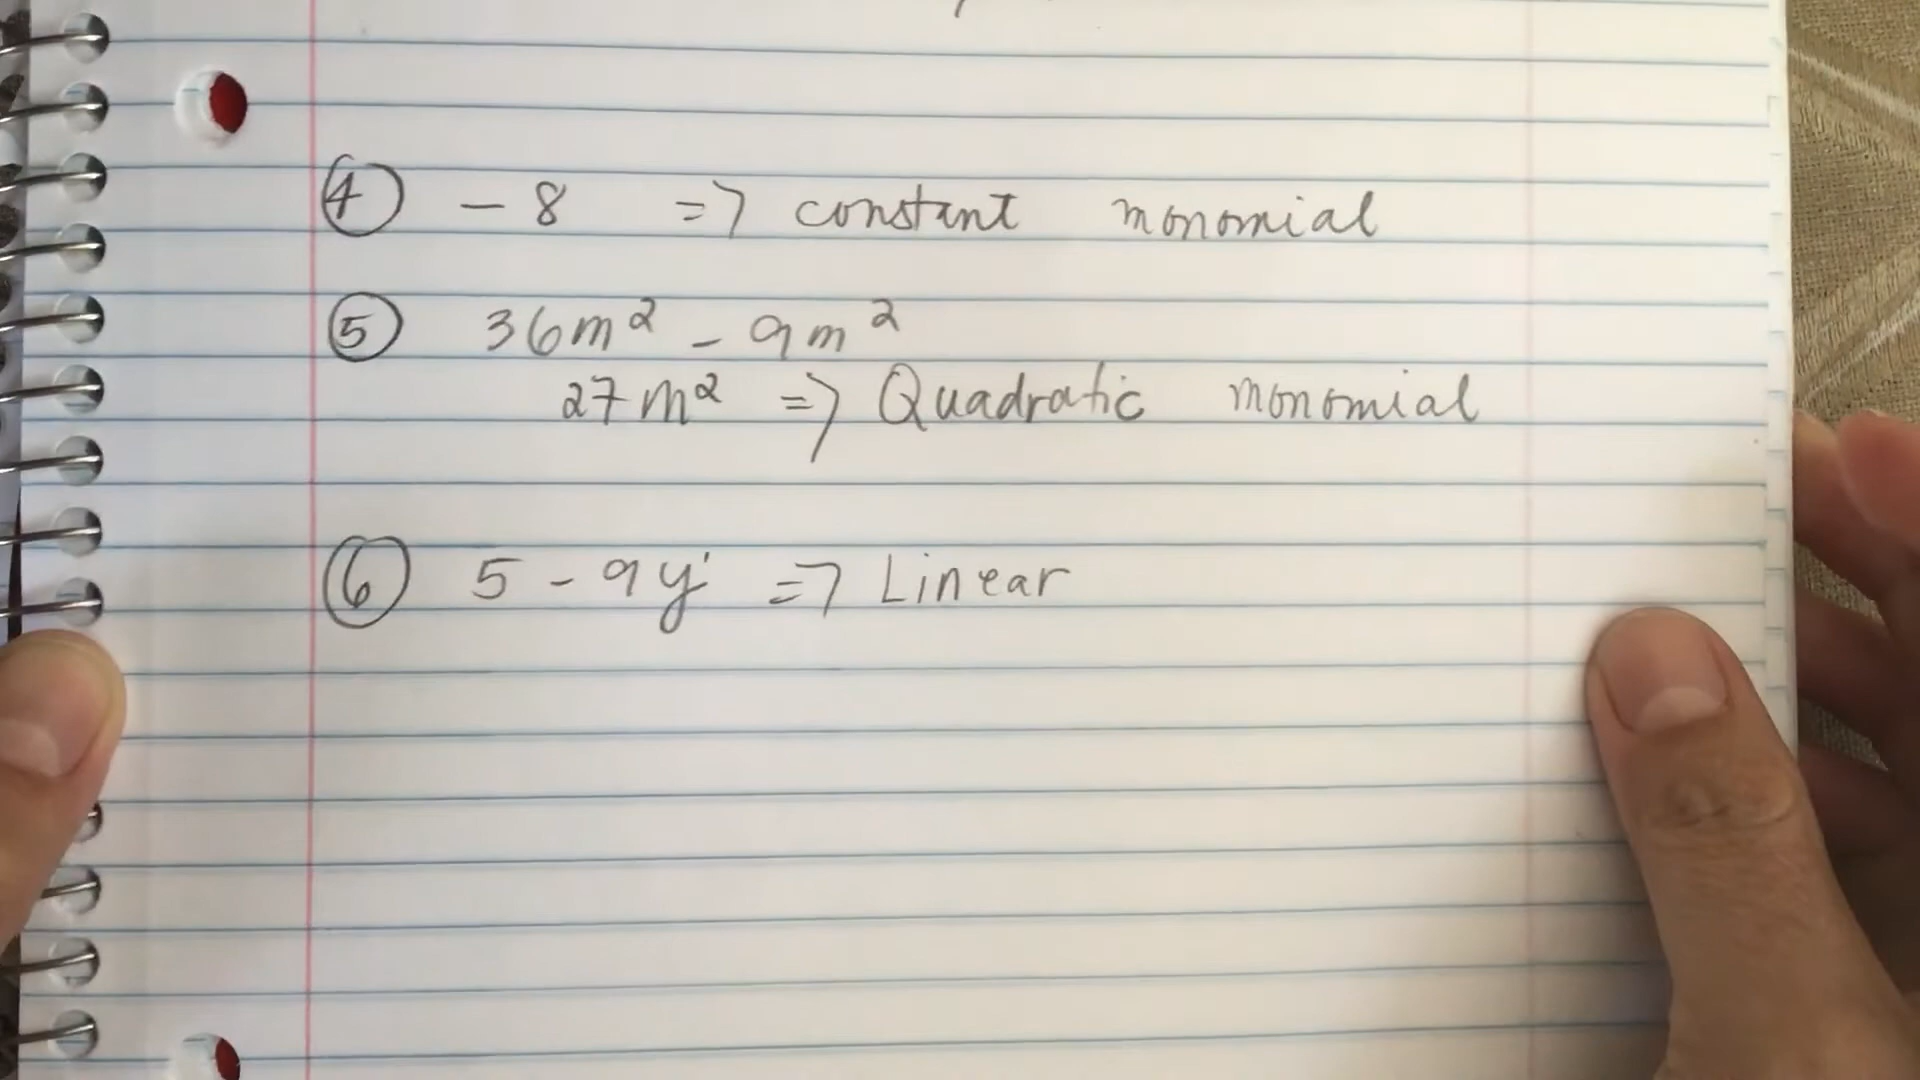 ④ - 8 => constant monomial
⑤ 36m² - 9m²
27m² => Quadratic monomial
⑥ 5 - 9y => Linear